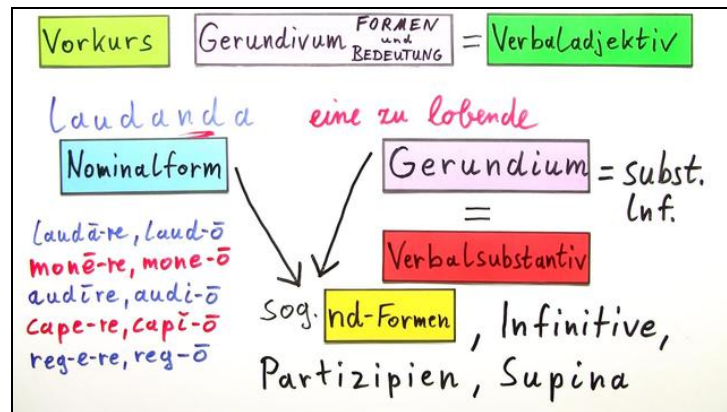 Vorkurs
Gerundivum FORMEN und BEDEUTUNG = Verbaladjektiv
laudanda eine zu lobende
Nominalform
Gerundium = subst. Inf.
=
Verbalsubstantiv
laudā-re, laud-ō
monē-re, mone-ō
audīre, audi-ō
cape-re, capĭ-ō
reg-e-re, reg-ō
sog. nd-Formen, Infinitive,
Partizipien, Supina